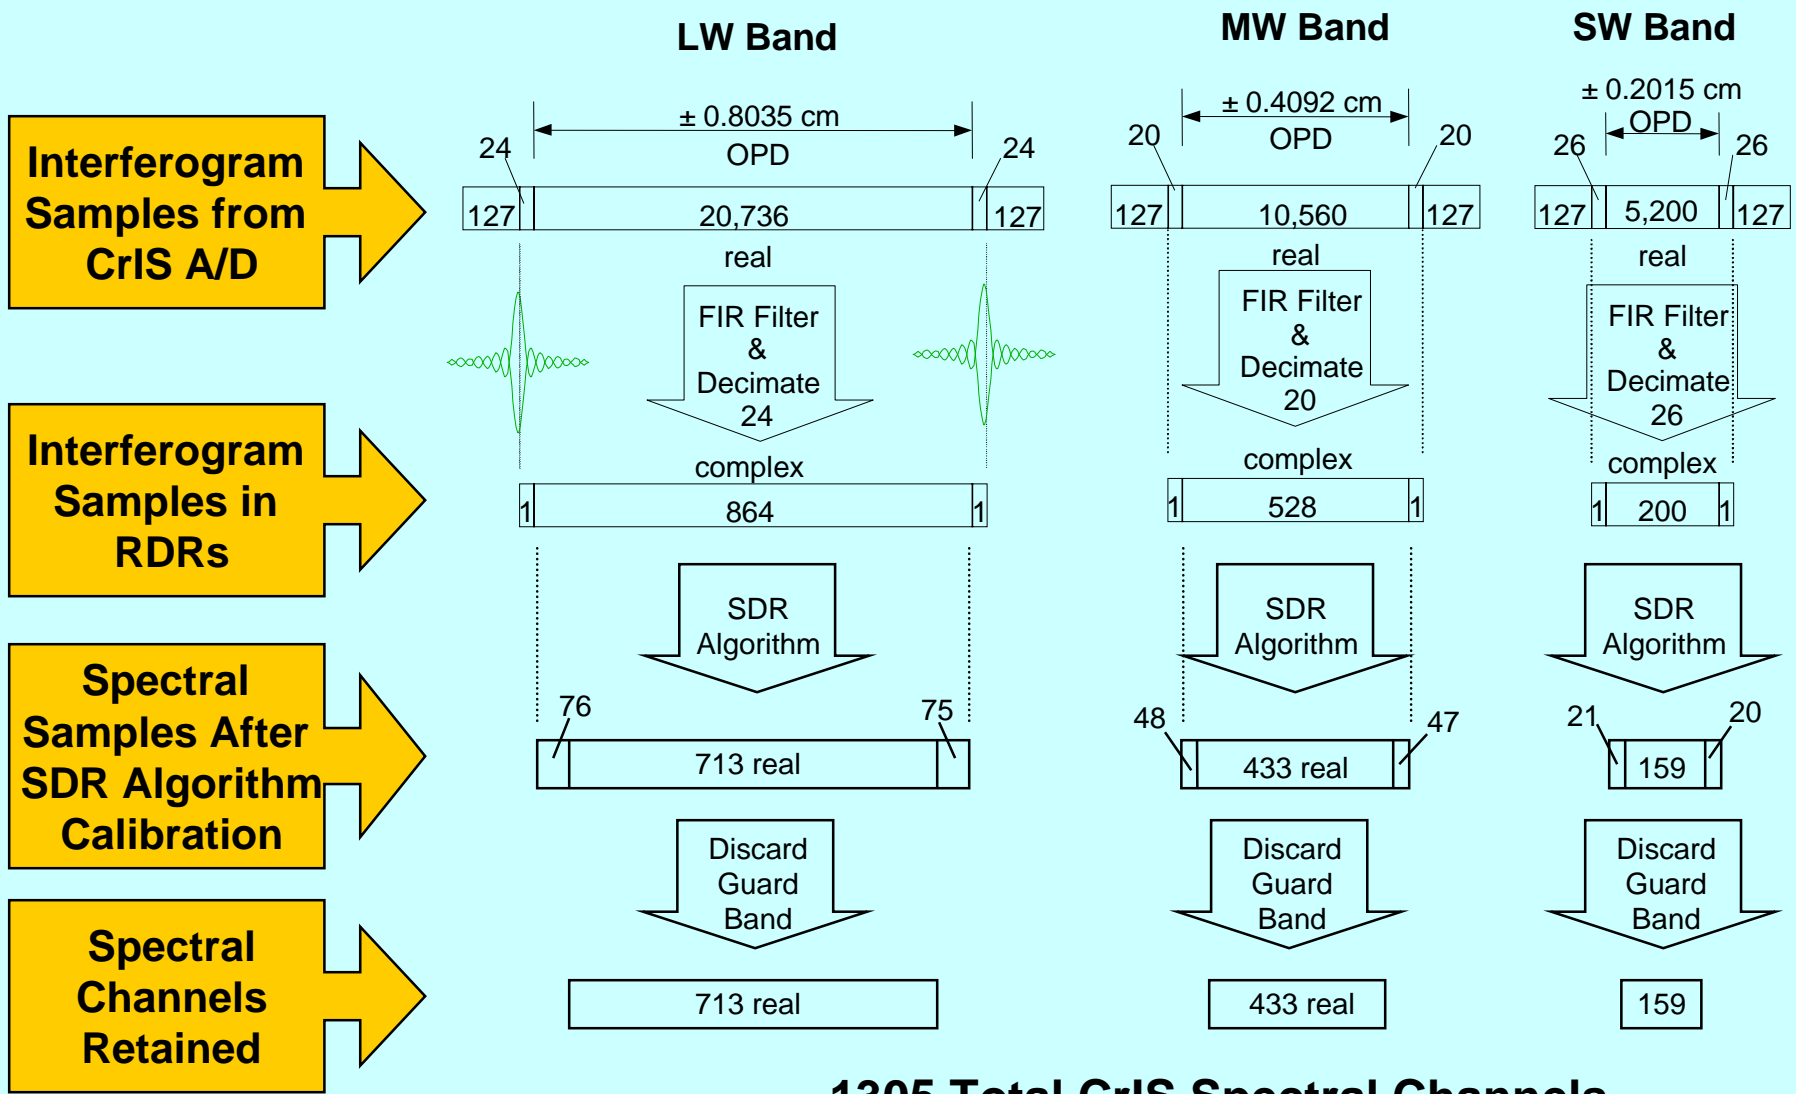 LW Band
MW Band
SW Band
Interferogram
Samples from
CrIS A/D
± 0.8035 cm
OPD
24
24
127
20,736
127
real
± 0.4092 cm
OPD
20
20
127
10,560
127
real
± 0.2015 cm
OPD
26
26
127
5,200
127
real
FIR Filter
&
Decimate
24
FIR Filter
&
Decimate
20
FIR Filter
&
Decimate
26
Interferogram
Samples in
RDRs
complex
1
864
1
complex
1
528
1
complex
1
200
1
SDR
Algorithm
SDR
Algorithm
SDR
Algorithm
Spectral
Samples After
SDR Algorithm
Calibration
76
75
713 real
48
47
433 real
21
20
159
Discard
Guard
Band
Discard
Guard
Band
Discard
Guard
Band
Spectral
Channels
Retained
713 real
433 real
159
1305 Total CrIS Spectral Channels